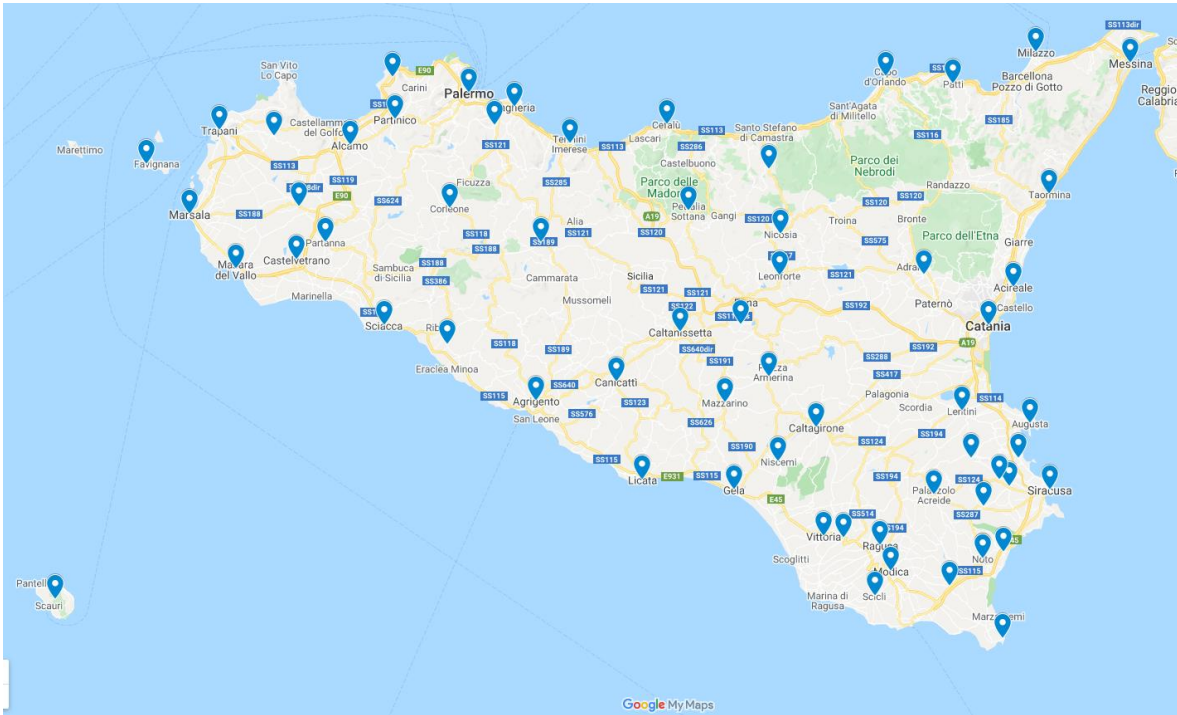 SS113dir
San Vito
Lo Capo
Milazzo
Messina
E90
Carini
Palermo
Capo
d'Orlando
Patti
Barcellona
Pozzo di Gotto
Reggio
Calabria
Trapani
Castellammare
del Golfo
Partinico
Alcamo
SS121
Termini
Imerese
Cefalù
Lascari
SS113
SS113
SS286
Santo Stefano
di Camastra
Sant'Agata
di Militello
SS116
SS185
Marettimo
Favignana
SS113
SS119
E90
Castelbuono
Parco dei
Nebrodi
Randazzo
Taormina
Marsala
SS188
SS624
Ficuzza
Corleone
SS285
Alia
SS121
Parco delle
Sottana
A19
SS120
Gangi
SS120
Nicosia
Troina
SS120
Bronte
Parco dell'Etna
Giarre
Partanna
Castelvetrano
del Vallo
SS118
SS188
SS189
SS188
SS386
Sambuca
di Sicilia
Cammarata
Sicilia
SS121
SS575
SS121
Leonforte
Acireale
Castello
Marinella
Mussomeli
SS121
SS122
SS192
Paternò
Catania
Sciacca
Caltanissetta
SS118
SS189
SS640dir
SS191
SS192
A19
SS288
SS417
Eraclea Minoa
Armerina
Canicattì
SS640
SS115
Agrigento
San Leone
SS576
SS123
Mazzarino
SS626
Palagonia
Scordia
Lentini
SS114
Augusta
Caltagirone
SS124
SS194
SS190
Niscemi
SS115
Licata
E931
SS115
Gela
E45
SS194
SS124
Acreide
Siracusa
SS514
SS194
SS287
Vittoria
Ragusa
Noto
Scoglitti
Modica
SS115
Marina di
Ragusa
Scicli
Scauri
Google My Maps